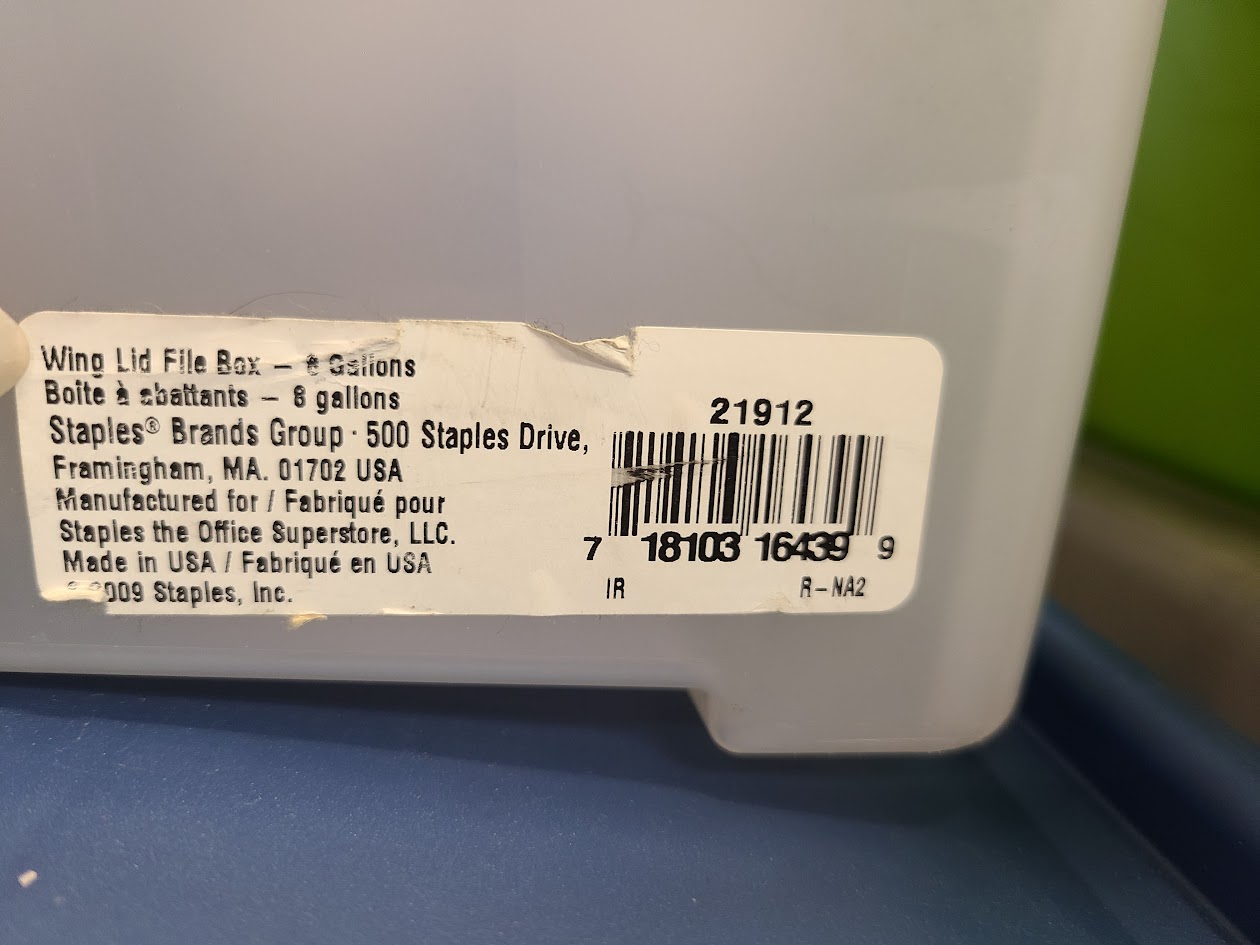 Wing Lid File Box – Gallons
Boîte à abattants – 8 gallons
Staples® Brands Group · 500 Staples Drive,
Framingham, MA. 01702 USA
Manufactured for / Fabriqué pour
Staples the Office Superstore, LLC.
Made in USA / Fabriqué en USA
Staples, Inc.
21912
7 18103 16439 9
IR R-NA2